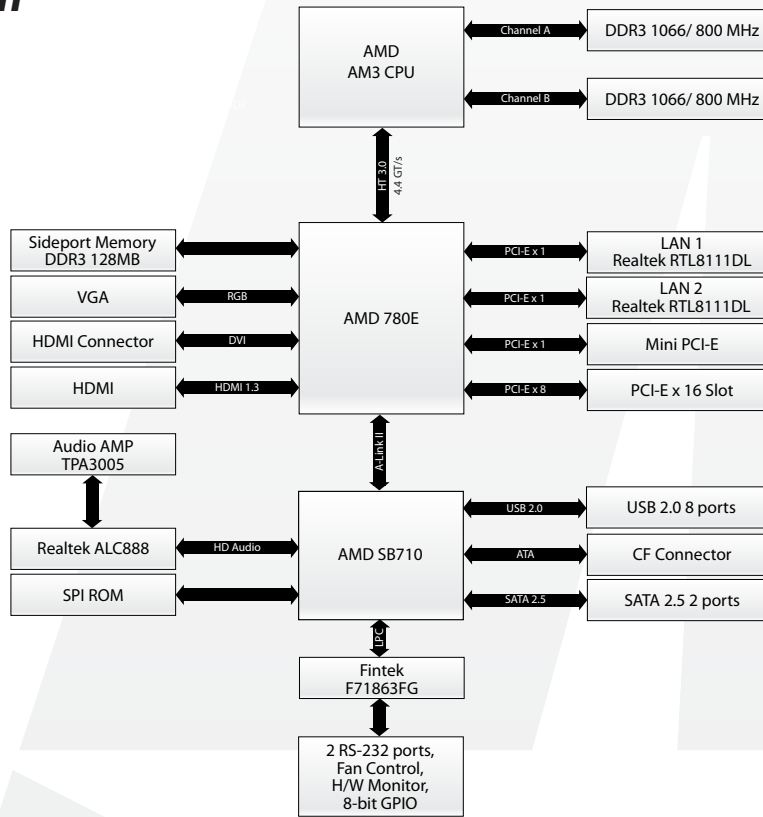 AMD
AM3 CPU
Channel A
DDR3 1066/ 800 MHz
Channel B
DDR3 1066/ 800 MHz
HT 3.0
4.4 GT/s
Sideport Memory
DDR3 128MB
VGA
RGB
HDMI Connector
DVI
HDMI
HDMI 1.3
AMD 780E
PCI-E x 1
LAN 1
Realtek RTL8111DL
PCI-E x 1
LAN 2
Realtek RTL8111DL
PCI-E x 1
Mini PCI-E
PCI-E x 8
PCI-E x 16 Slot
A-Link II
Audio AMP
TPA3005
Realtek ALC888
HD Audio
SPI ROM
AMD SB710
USB 2.0
USB 2.0 8 ports
ATA
CF Connector
SATA 2.5
SATA 2.5 2 ports
LPC
Fintek
F71863FG
2 RS-232 ports,
Fan Control,
H/W Monitor,
8-bit GPIO